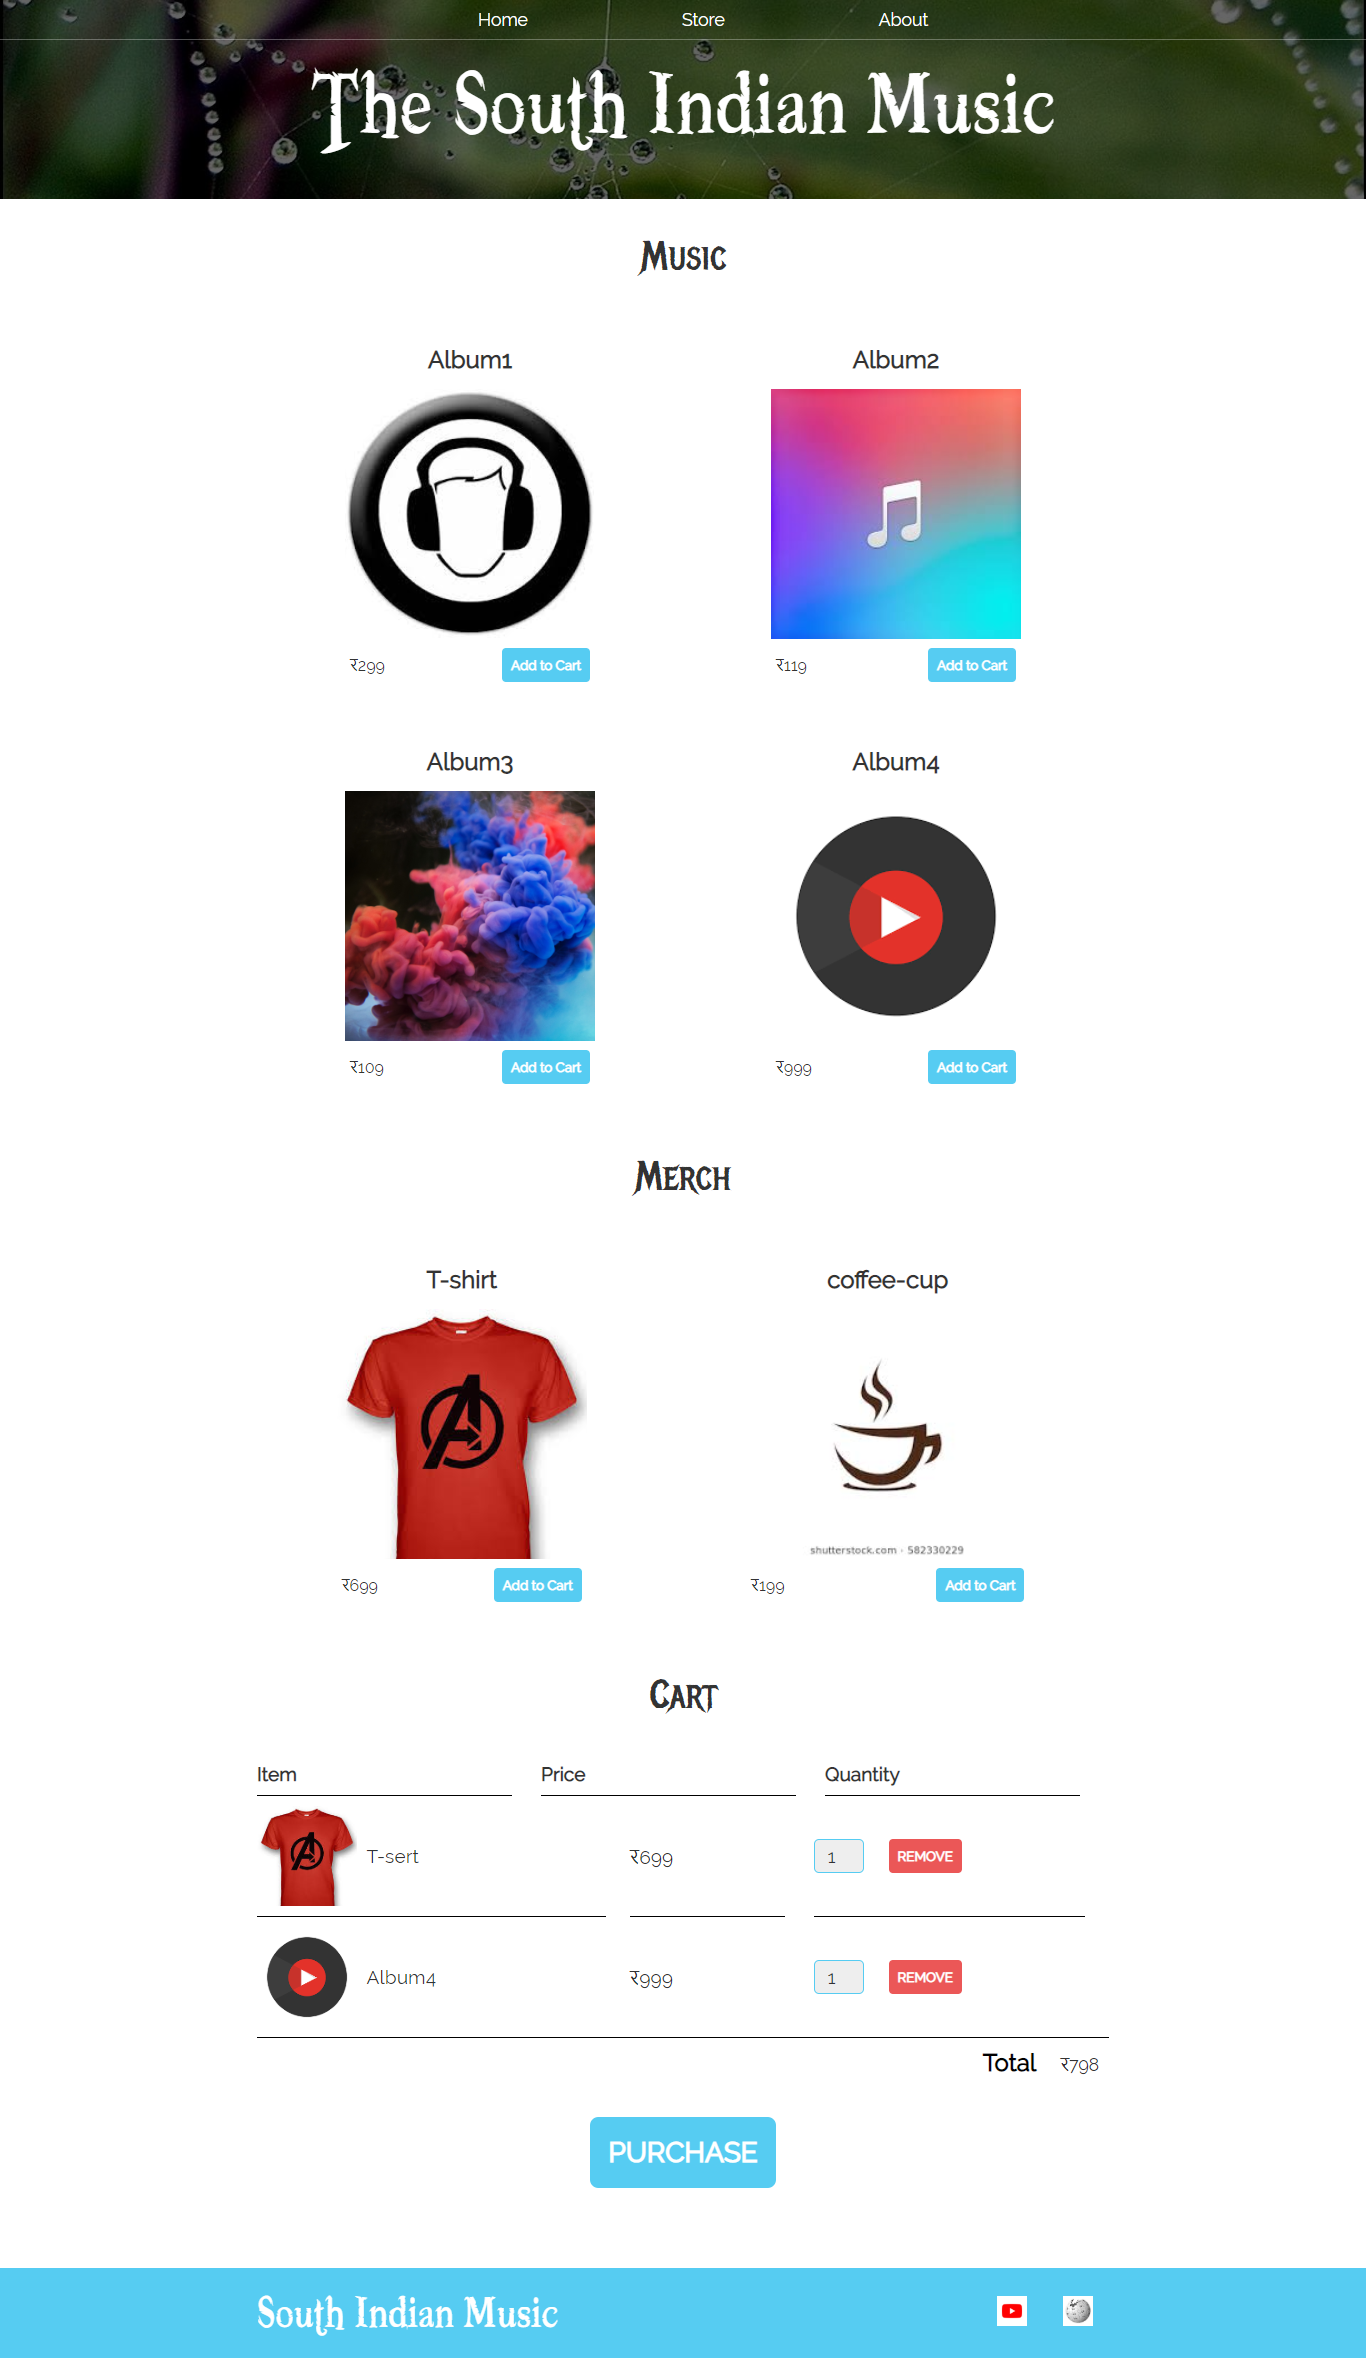 Home Store About
The South Indian Music
Music
Album1 Album2
₹299 Add to Cart ₹119 Add to Cart
Album3 Album4
₹109 Add to Cart ₹999 Add to Cart
Merch
T-shirt coffee-cup
shutterstock.com · 582330229
₹699 Add to Cart ₹199 Add to Cart
Cart
Item Price Quantity
T-sert ₹699 1 REMOVE
Album4 ₹999 1 REMOVE
Total ₹798
PURCHASE
South Indian Music